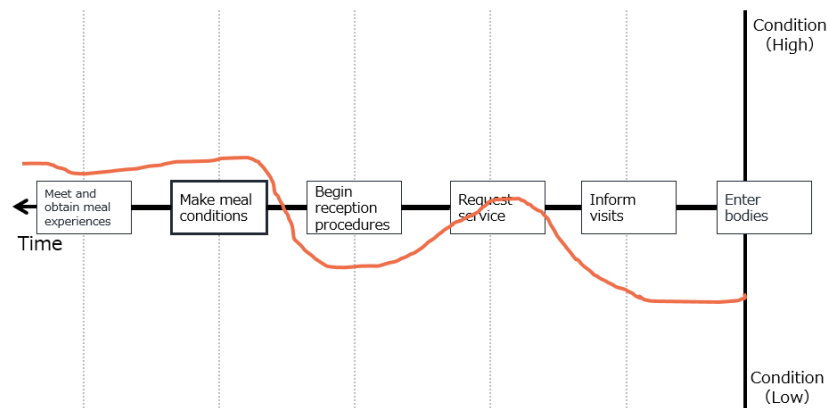 Condition
（High）
Meet and
obtain meal
experiences
Make meal
conditions
Begin
reception
procedures
Request
service
Inform
visits
Enter
bodies
Time
Condition
（Low）